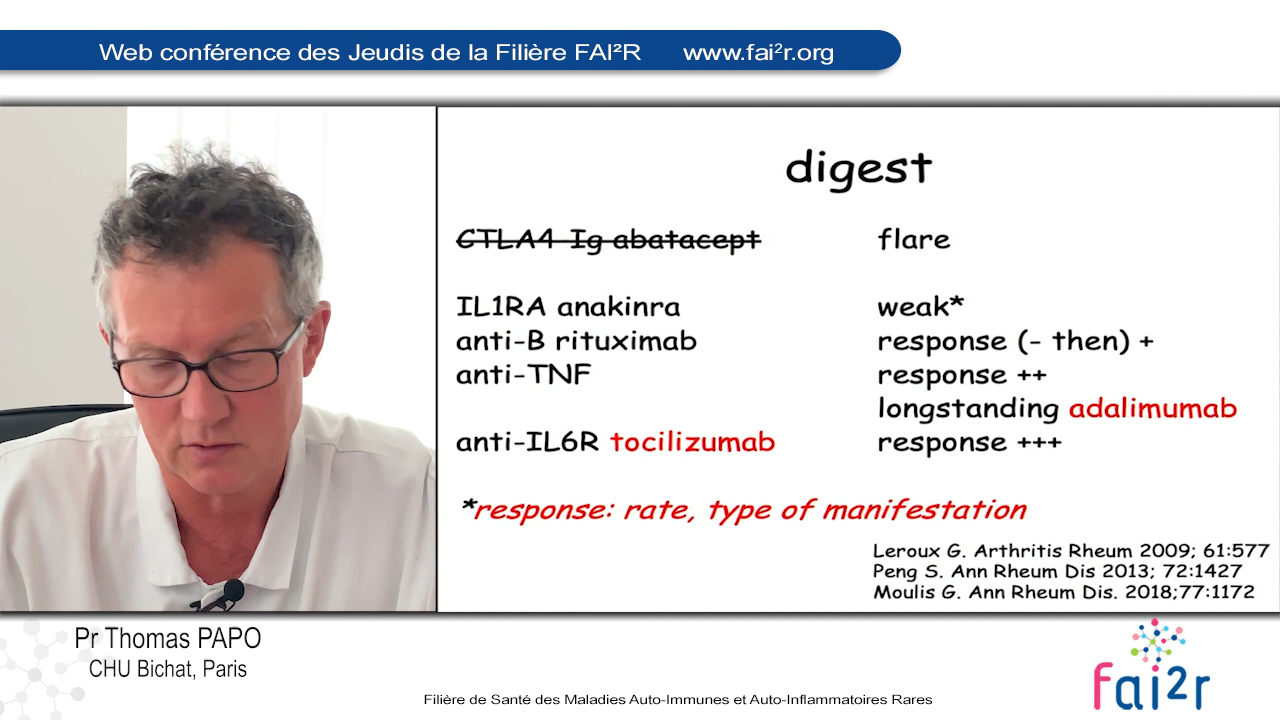 Web conférence des Jeudis de la Filière FAI²R www.fai²r.org
digest
CTLA4-Ig abatacept flare
IL1RA anakinra weak*
anti-B rituximab response (- then) +
anti-TNF response ++
longstanding adalimumab
anti-IL6R tocilizumab response +++
*response: rate, type of manifestation
Leroux G. Arthritis Rheum 2009; 61:577
Peng S. Ann Rheum Dis 2013; 72:1427
Moulis G. Ann Rheum Dis. 2018;77:1172
Pr Thomas PAPO
CHU Bichat, Paris
fai2r
Filière de Santé des Maladies Auto-Immunes et Auto-Inflammatoires Rares